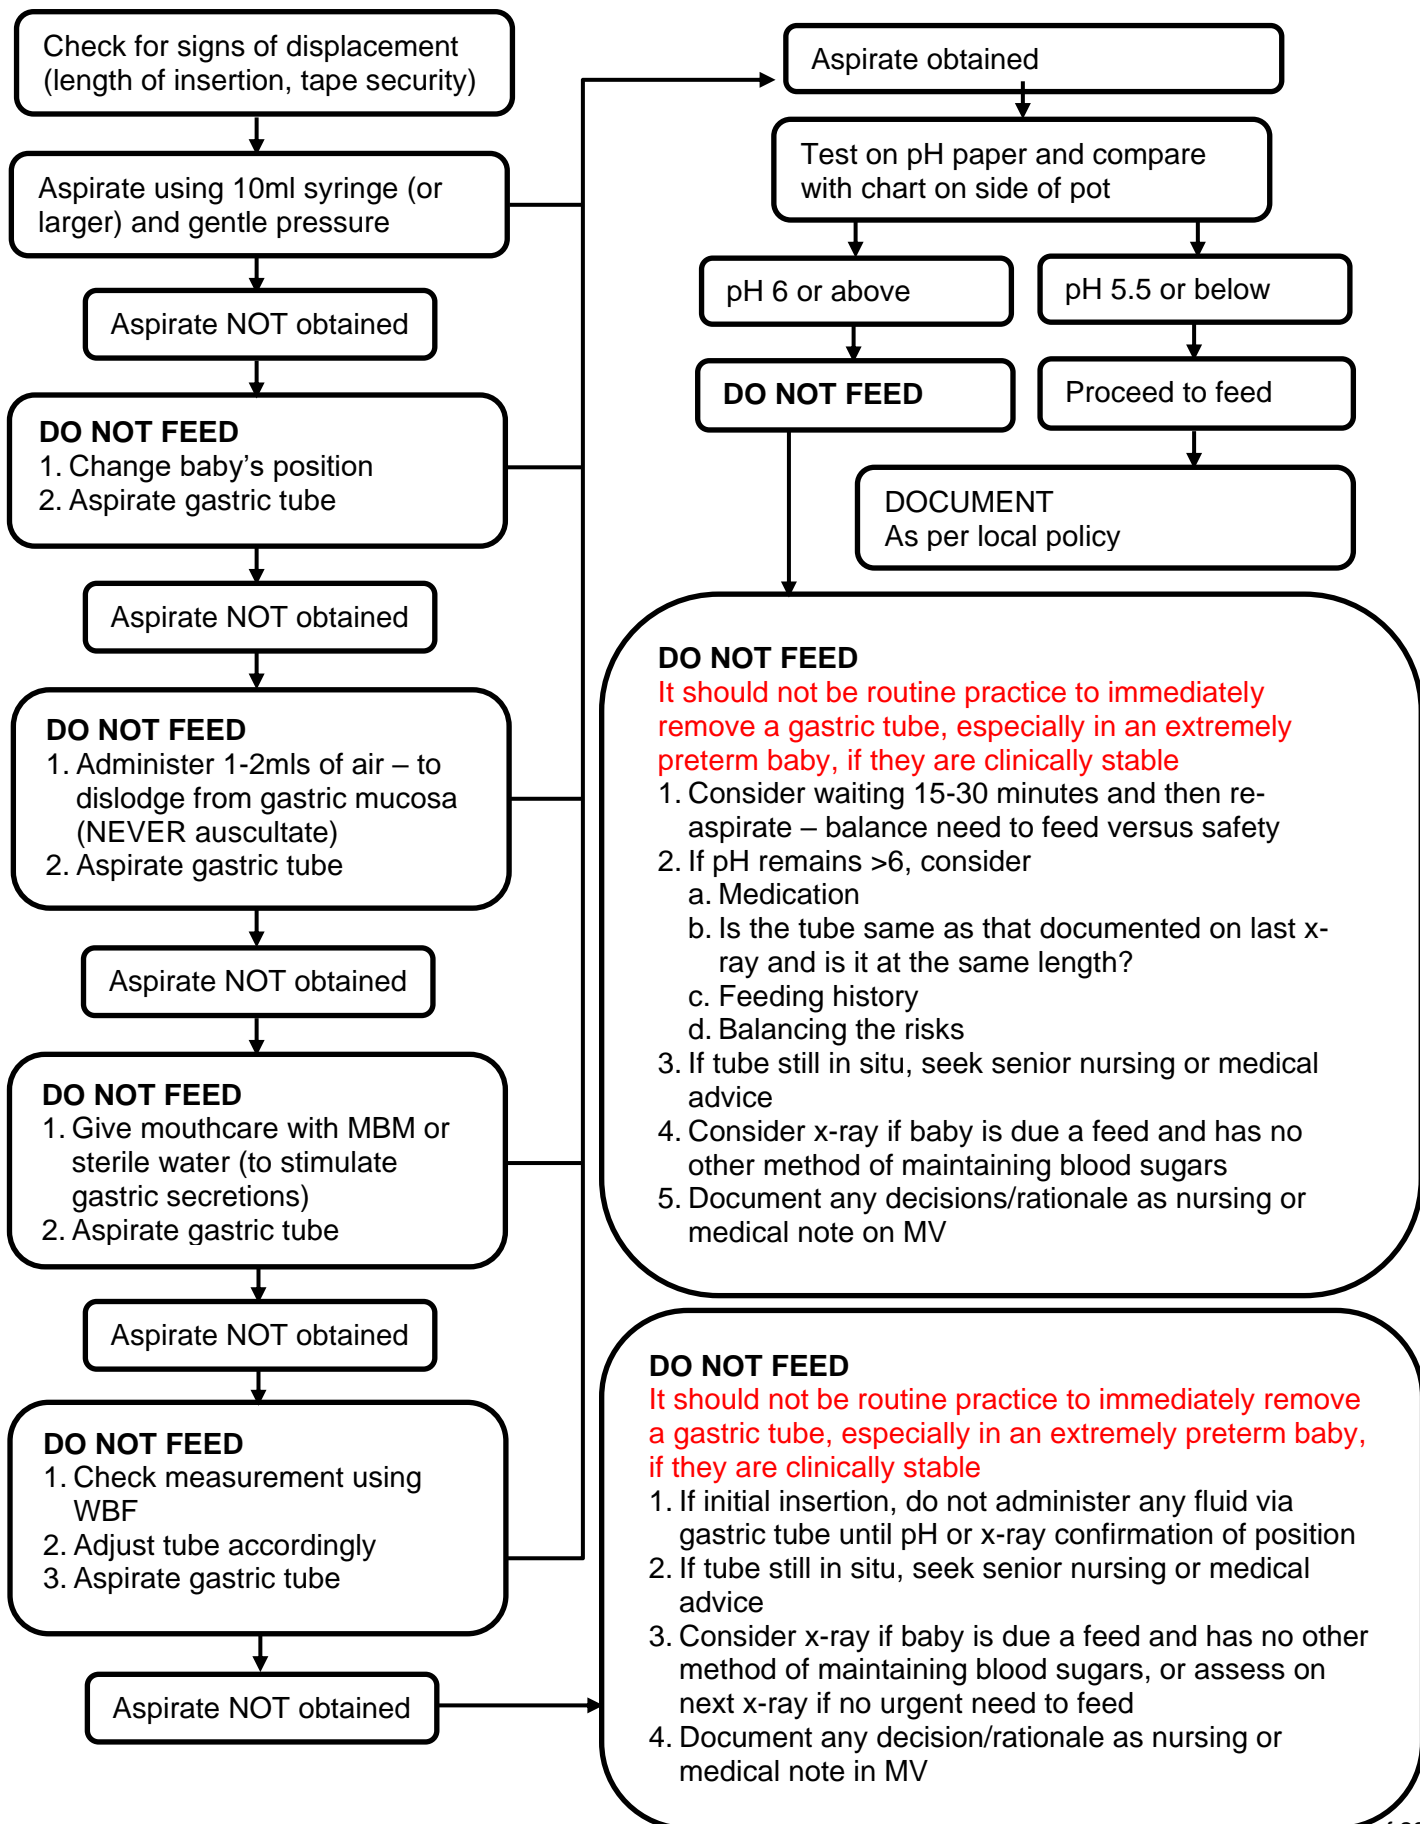 Check for signs of displacement
(length of insertion, tape security)
Aspirate using 10ml syringe (or
larger) and gentle pressure
Aspirate NOT obtained
DO NOT FEED
1. Change baby’s position
2. Aspirate gastric tube
Aspirate NOT obtained
DO NOT FEED
1. Administer 1-2mls of air – to
dislodge from gastric mucosa
(NEVER auscultate)
2. Aspirate gastric tube
Aspirate NOT obtained
DO NOT FEED
1. Give mouthcare with MBM or
sterile water (to stimulate
gastric secretions)
2. Aspirate gastric tube
Aspirate NOT obtained
DO NOT FEED
1. Check measurement using
WBF
2. Adjust tube accordingly
3. Aspirate gastric tube
Aspirate NOT obtained
Aspirate obtained
Test on pH paper and compare
with chart on side of pot
pH 6 or above
pH 5.5 or below
DO NOT FEED
Proceed to feed
DOCUMENT
As per local policy
DO NOT FEED
It should not be routine practice to immediately
remove a gastric tube, especially in an extremely
preterm baby, if they are clinically stable
1. Consider waiting 15-30 minutes and then re-
aspirate – balance need to feed versus safety
2. If pH remains >6, consider
a. Medication
b. Is the tube same as that documented on last x-
ray and is it at the same length?
c. Feeding history
d. Balancing the risks
3. If tube still in situ, seek senior nursing or medical
advice
4. Consider x-ray if baby is due a feed and has no
other method of maintaining blood sugars
5. Document any decisions/rationale as nursing or
medical note on MV
DO NOT FEED
It should not be routine practice to immediately remove
a gastric tube, especially in an extremely preterm baby,
if they are clinically stable
1. If initial insertion, do not administer any fluid via
gastric tube until pH or x-ray confirmation of position
2. If tube still in situ, seek senior nursing or medical
advice
3. Consider x-ray if baby is due a feed and has no other
method of maintaining blood sugars, or assess on
next x-ray if no urgent need to feed
4. Document any decision/rationale as nursing or
medical note in MV